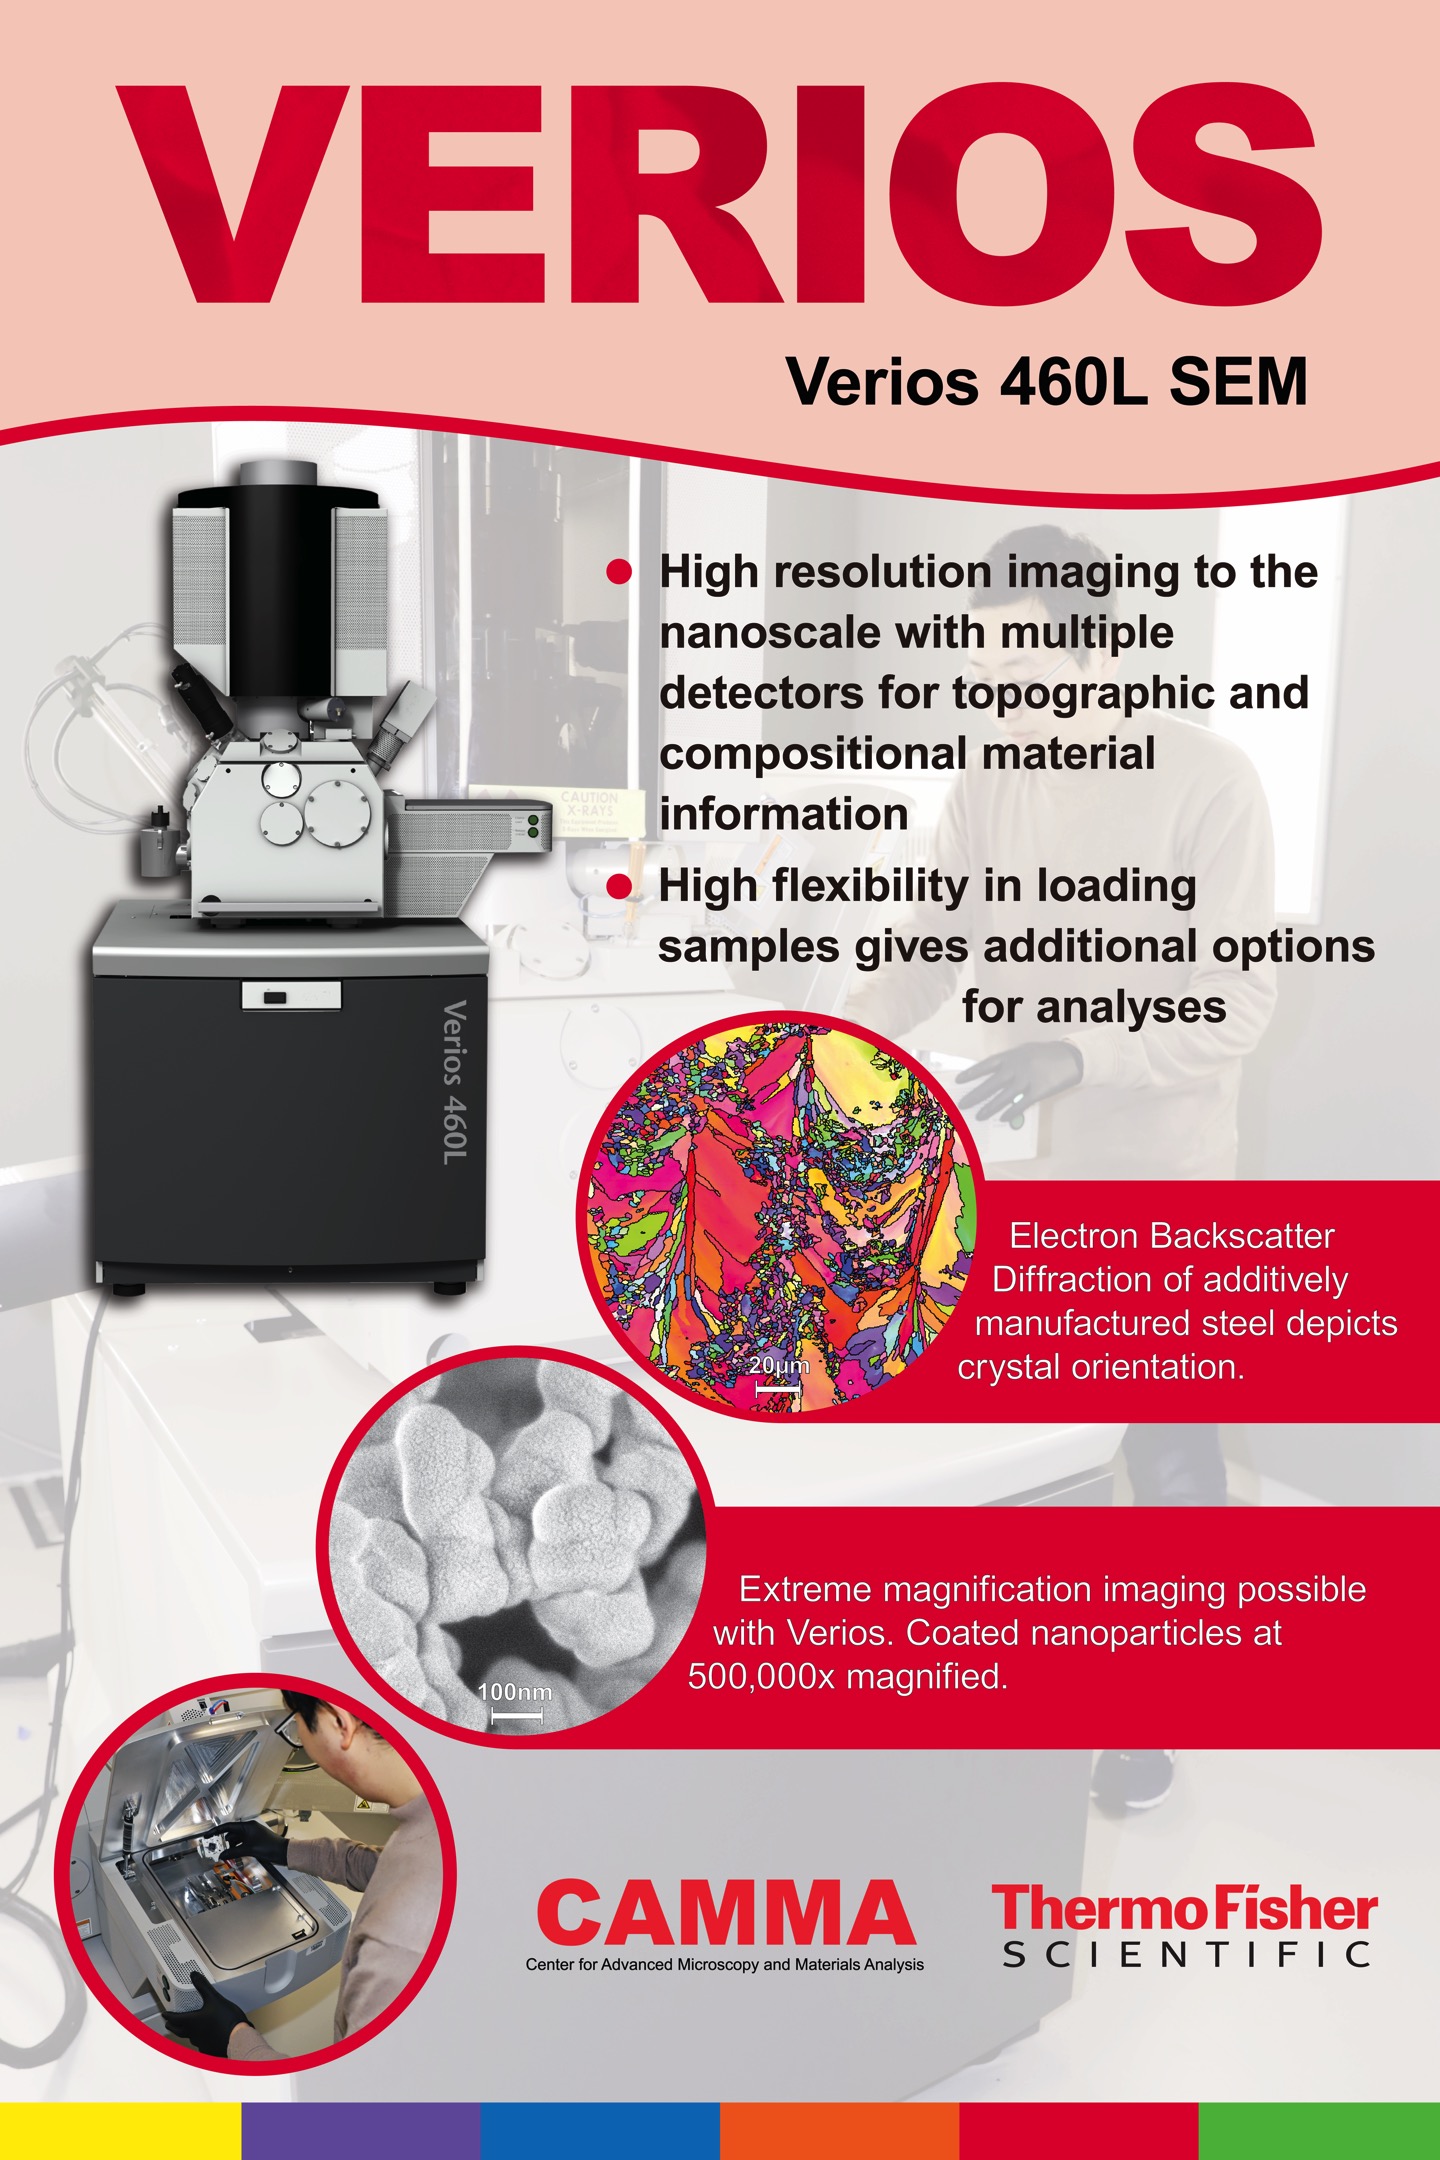 VERIOS
Verios 460L SEM
High resolution imaging to the
nanoscale with multiple
detectors for topographic and
compositional material
information
High flexibility in loading
samples gives additional options
for analyses
CAUTION
X-RAYS
Verios 460L
Electron Backscatter
Diffraction of additively
manufactured steel depicts
crystal orientation.
20µm
Extreme magnification imaging possible
with Verios. Coated nanoparticles at
500,000x magnified.
100nm
CAMMA
Center for Advanced Microscopy and Materials Analysis
ThermoFisher
SCIENTIFIC